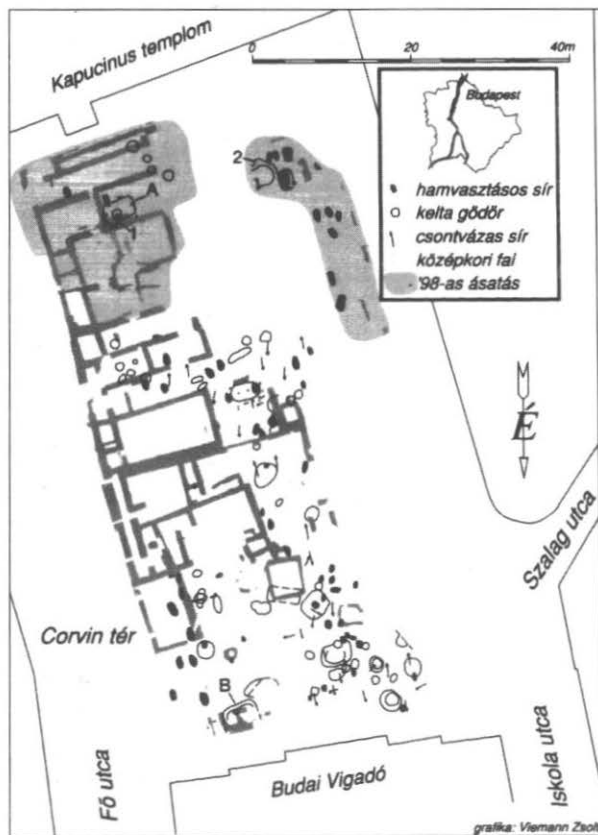 Kapucinus templom
0 20 40m
Budapest
hamvasztásos sír
kelta gödör
csontvázas sír
középkori fal
'98-as ásatás
A
1
2
É
Szalag utca
Corvin tér
B
Fő utca
Budai Vigadó
Iskola utca
grafika: Viemann Zsolt